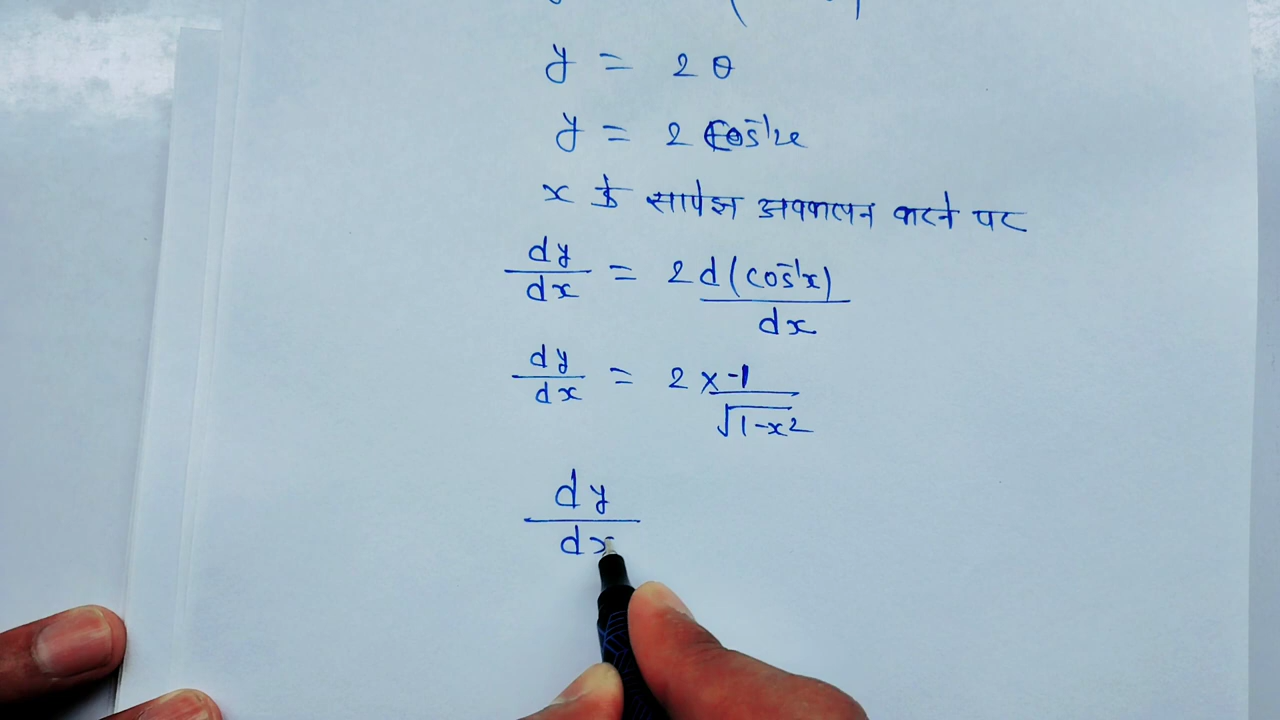 y = 2θ
y = 2 cos⁻¹x
x के सापेक्ष अवकलन करने पर
dy/dx = 2 d(cos⁻¹x)/dx
dy/dx = 2 × -1/√1-x²
dy/dx